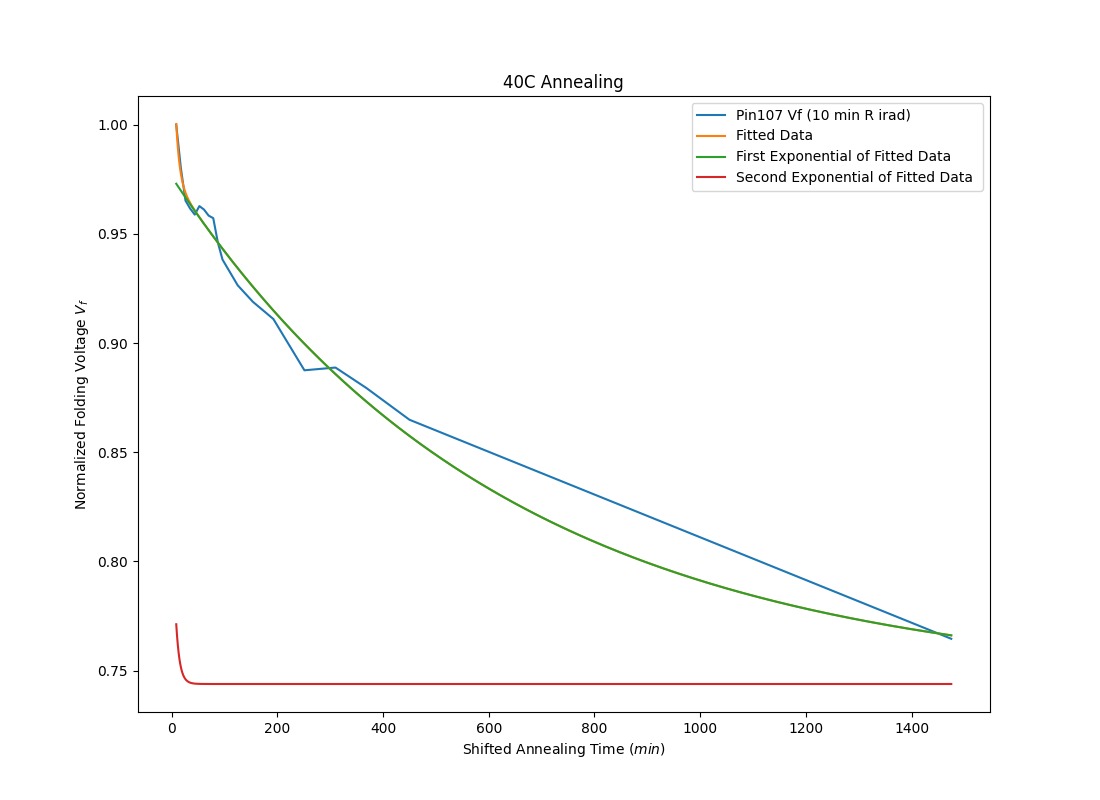 40C Annealing
Pin107 Vf (10 min R irad)
Fitted Data
First Exponential of Fitted Data
Second Exponential of Fitted Data
Normalized Folding Voltage V_f
1.00
0.95
0.90
0.85
0.80
0.75
0 200 400 600 800 1000 1200 1400
Shifted Annealing Time (min)